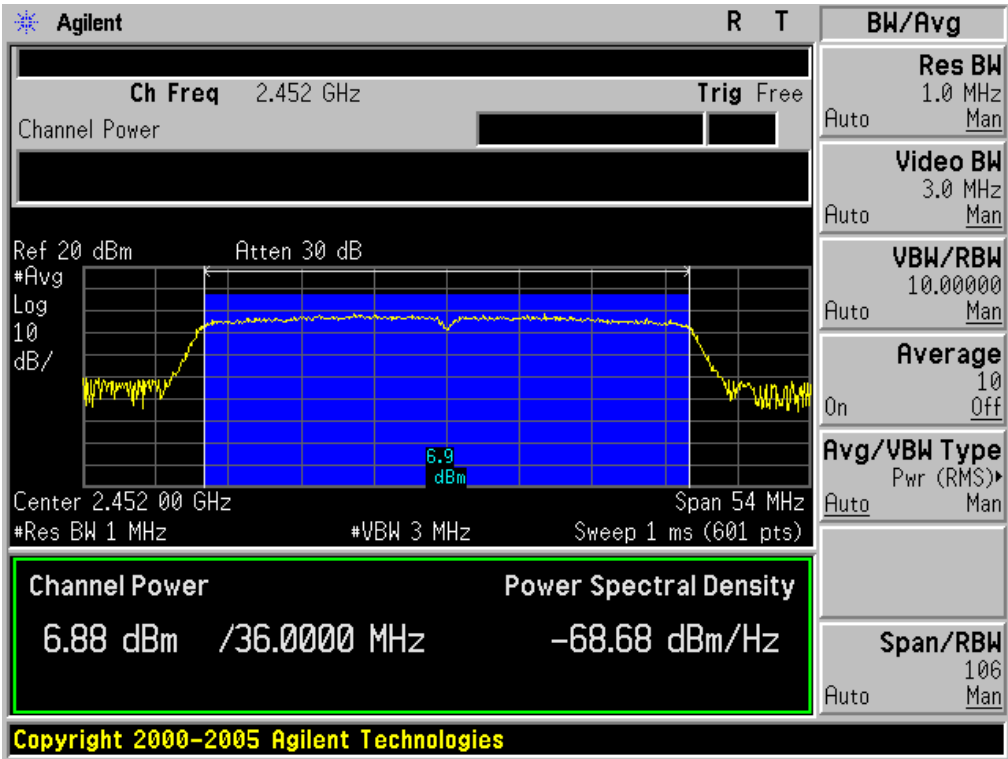 Agilent R T
Ch Freq 2.452 GHz Trig Free
Channel Power
Ref 20 dBm Atten 30 dB
#Avg
Log
10
dB/
6.9
dBm
Center 2.452 00 GHz Span 54 MHz
#Res BW 1 MHz #VBW 3 MHz Sweep 1 ms (601 pts)
Channel Power Power Spectral Density
6.88 dBm /36.0000 MHz -68.68 dBm/Hz
Copyright 2000-2005 Agilent Technologies
BW/Avg
Res BW
1.0 MHz
Auto Man
Video BW
3.0 MHz
Auto Man
VBW/RBW
10.00000
Auto Man
Average
10
On Off
Avg/VBW Type
Pwr (RMS)▸
Auto Man
Span/RBW
106
Auto Man